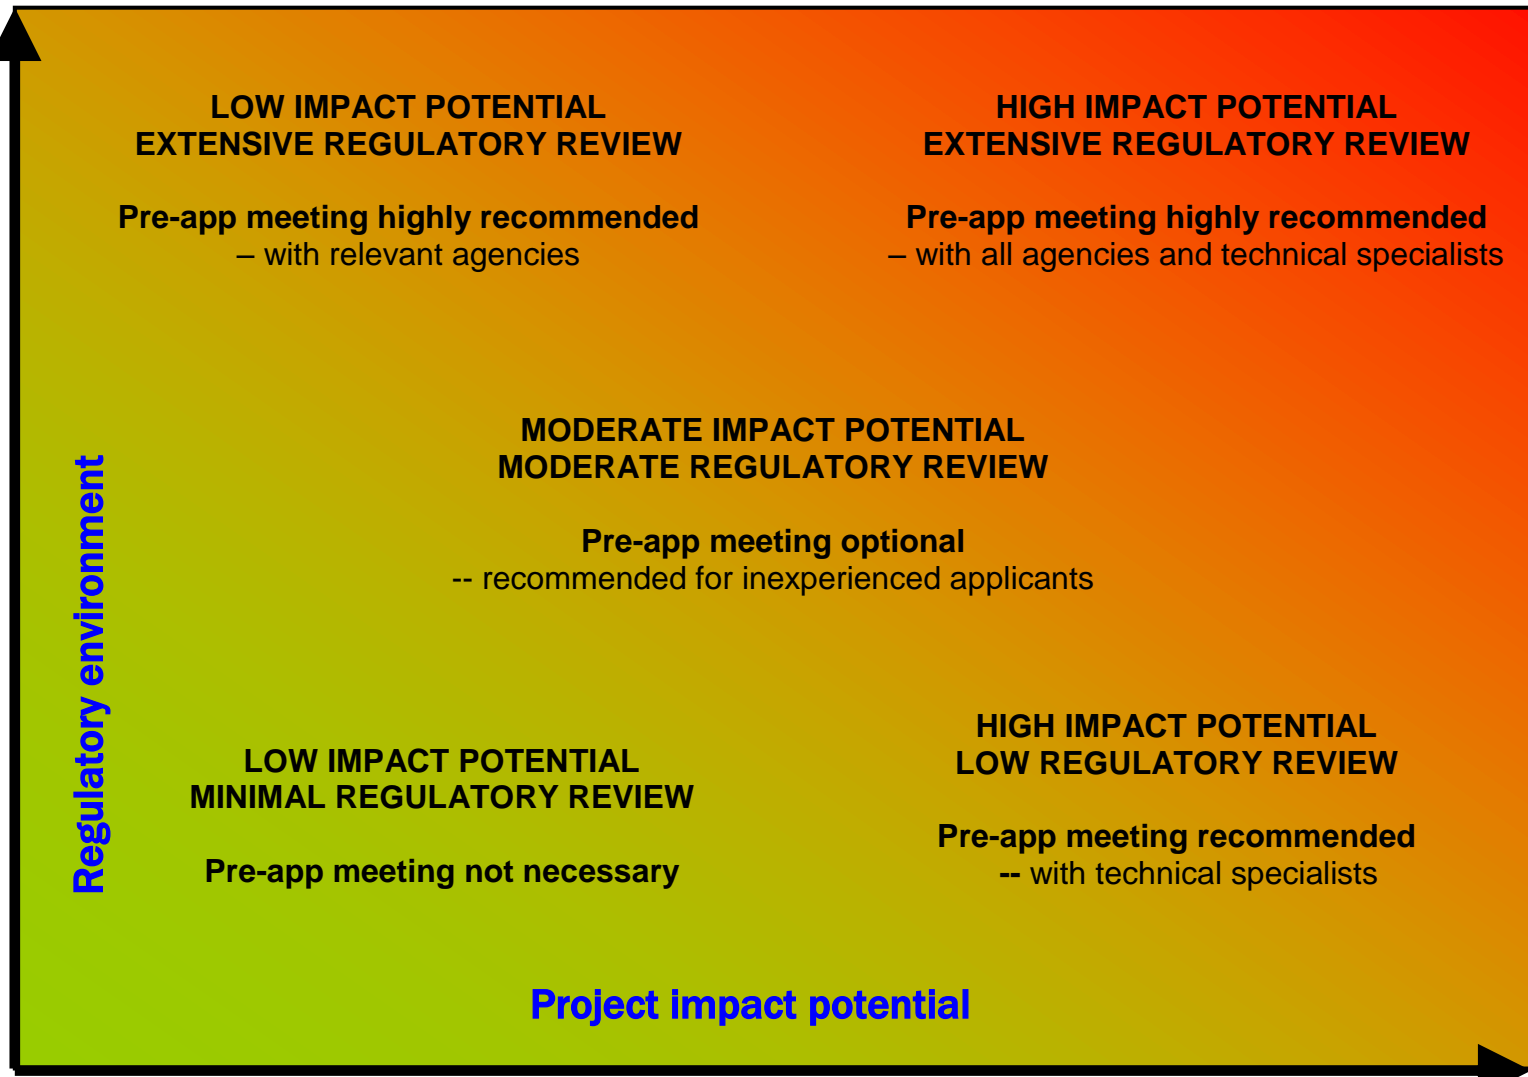 LOW IMPACT POTENTIAL
EXTENSIVE REGULATORY REVIEW
Pre-app meeting highly recommended
– with relevant agencies
HIGH IMPACT POTENTIAL
EXTENSIVE REGULATORY REVIEW
Pre-app meeting highly recommended
– with all agencies and technical specialists
MODERATE IMPACT POTENTIAL
MODERATE REGULATORY REVIEW
Pre-app meeting optional
-- recommended for inexperienced applicants
Regulatory environment
LOW IMPACT POTENTIAL
MINIMAL REGULATORY REVIEW
Pre-app meeting not necessary
HIGH IMPACT POTENTIAL
LOW REGULATORY REVIEW
Pre-app meeting recommended
-- with technical specialists
Project impact potential